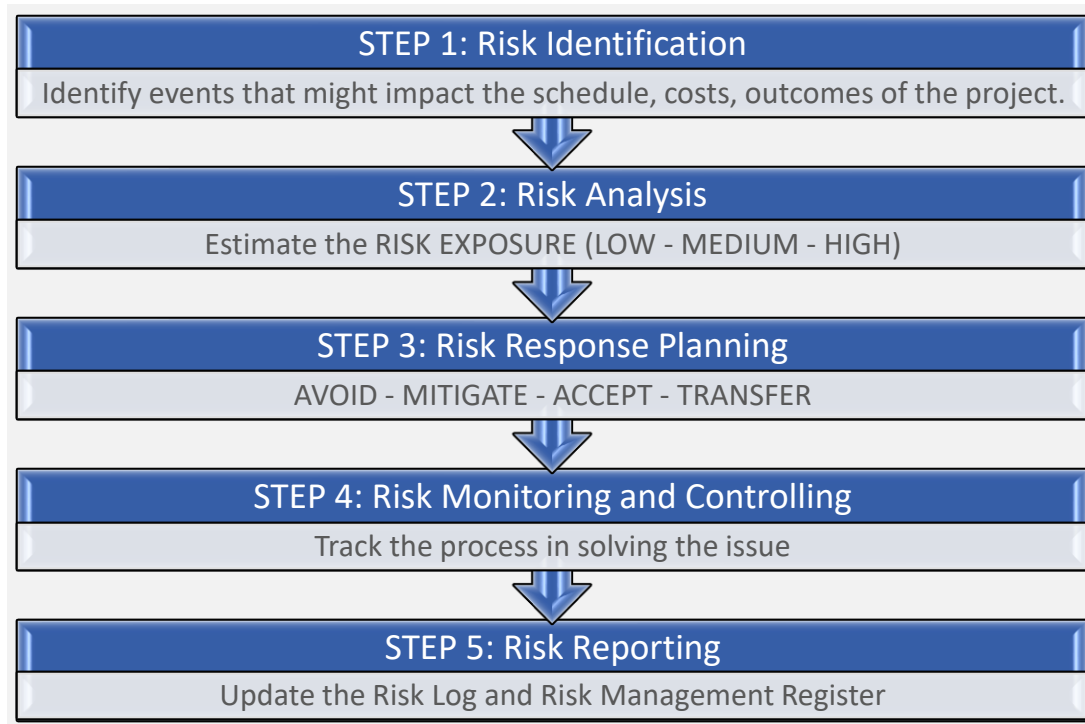 STEP 1: Risk Identification
Identify events that might impact the schedule, costs, outcomes of the project.
STEP 2: Risk Analysis
Estimate the RISK EXPOSURE (LOW - MEDIUM - HIGH)
STEP 3: Risk Response Planning
AVOID - MITIGATE - ACCEPT - TRANSFER
STEP 4: Risk Monitoring and Controlling
Track the process in solving the issue
STEP 5: Risk Reporting
Update the Risk Log and Risk Management Register